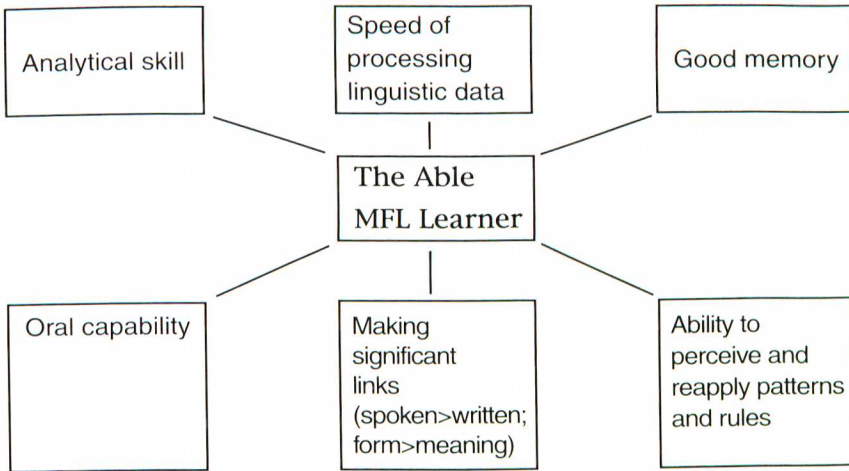 Analytical skill
Speed of
processing
linguistic data
Good memory
The Able
MFL Learner
Oral capability
Making
significant
links
(spoken>written;
form>meaning)
Ability to
perceive and
reapply patterns
and rules